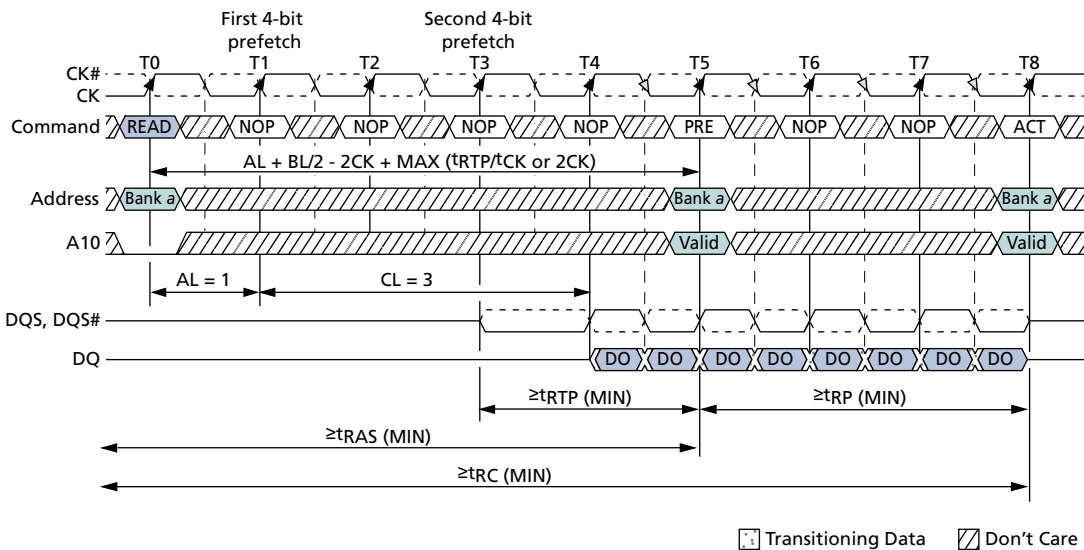 First 4-bit Second 4-bit
prefetch prefetch
T0 T1 T2 T3 T4 T5 T6 T7 T8
CK#
CK
Command READ NOP NOP NOP NOP PRE NOP NOP ACT
AL + BL/2 - 2CK + MAX (tRTP/tCK or 2CK)
Address Bank a Bank a Bank a
A10 Valid Valid
AL = 1 CL = 3
DQS, DQS#
DQ DO DO DO DO DO DO DO DO
≥tRTP (MIN) ≥tRP (MIN)
≥tRAS (MIN)
≥tRC (MIN)
Transitioning Data Don't Care